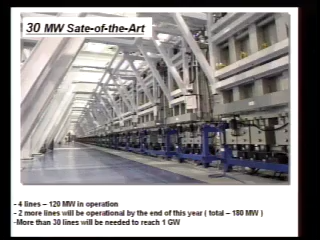 30 MW Sate-of-the-Art
- 4 lines – 120 MW in operation
- 2 more lines will be operational by the end of this year ( total – 180 MW )
-More than 30 lines will be needed to reach 1 GW